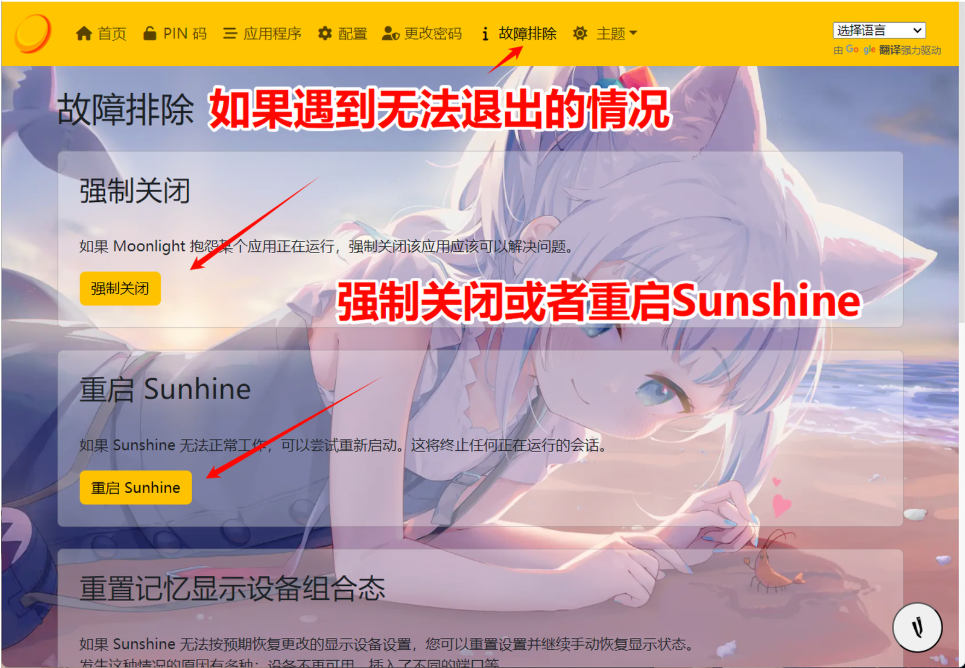 首页 PIN 码 应用程序 配置 更改密码 故障排除 主题 选择语言
由 Google 翻译强力驱动
故障排除 如果遇到无法退出的情况
强制关闭
如果 Moonlight 抱怨某个应用正在运行，强制关闭该应用应该可以解决问题。
强制关闭
强制关闭或者重启Sunshine
重启 Sunhine
如果 Sunshine 无法正常工作，可以尝试重新启动。这将终止任何正在运行的会话。
重启 Sunhine
重置记忆显示设备组合态
如果 Sunshine 无法按预期恢复更改的显示设备设置，您可以重置设置并继续手动恢复显示状态。
发生这种情况的原因有多种：设备不再可用、插入了不同的端口等。